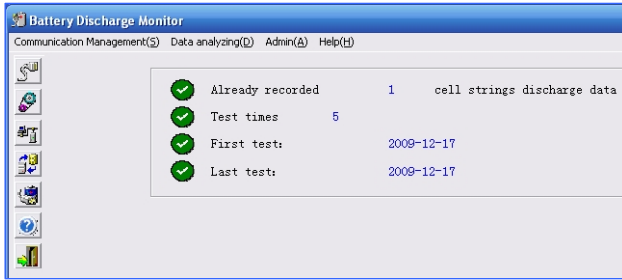 Battery Discharge Monitor
Communication Management(S) Data analyzing(D) Admin(A) Help(H)
Already recorded 1 cell strings discharge data
Test times 5
First test: 2009-12-17
Last test: 2009-12-17